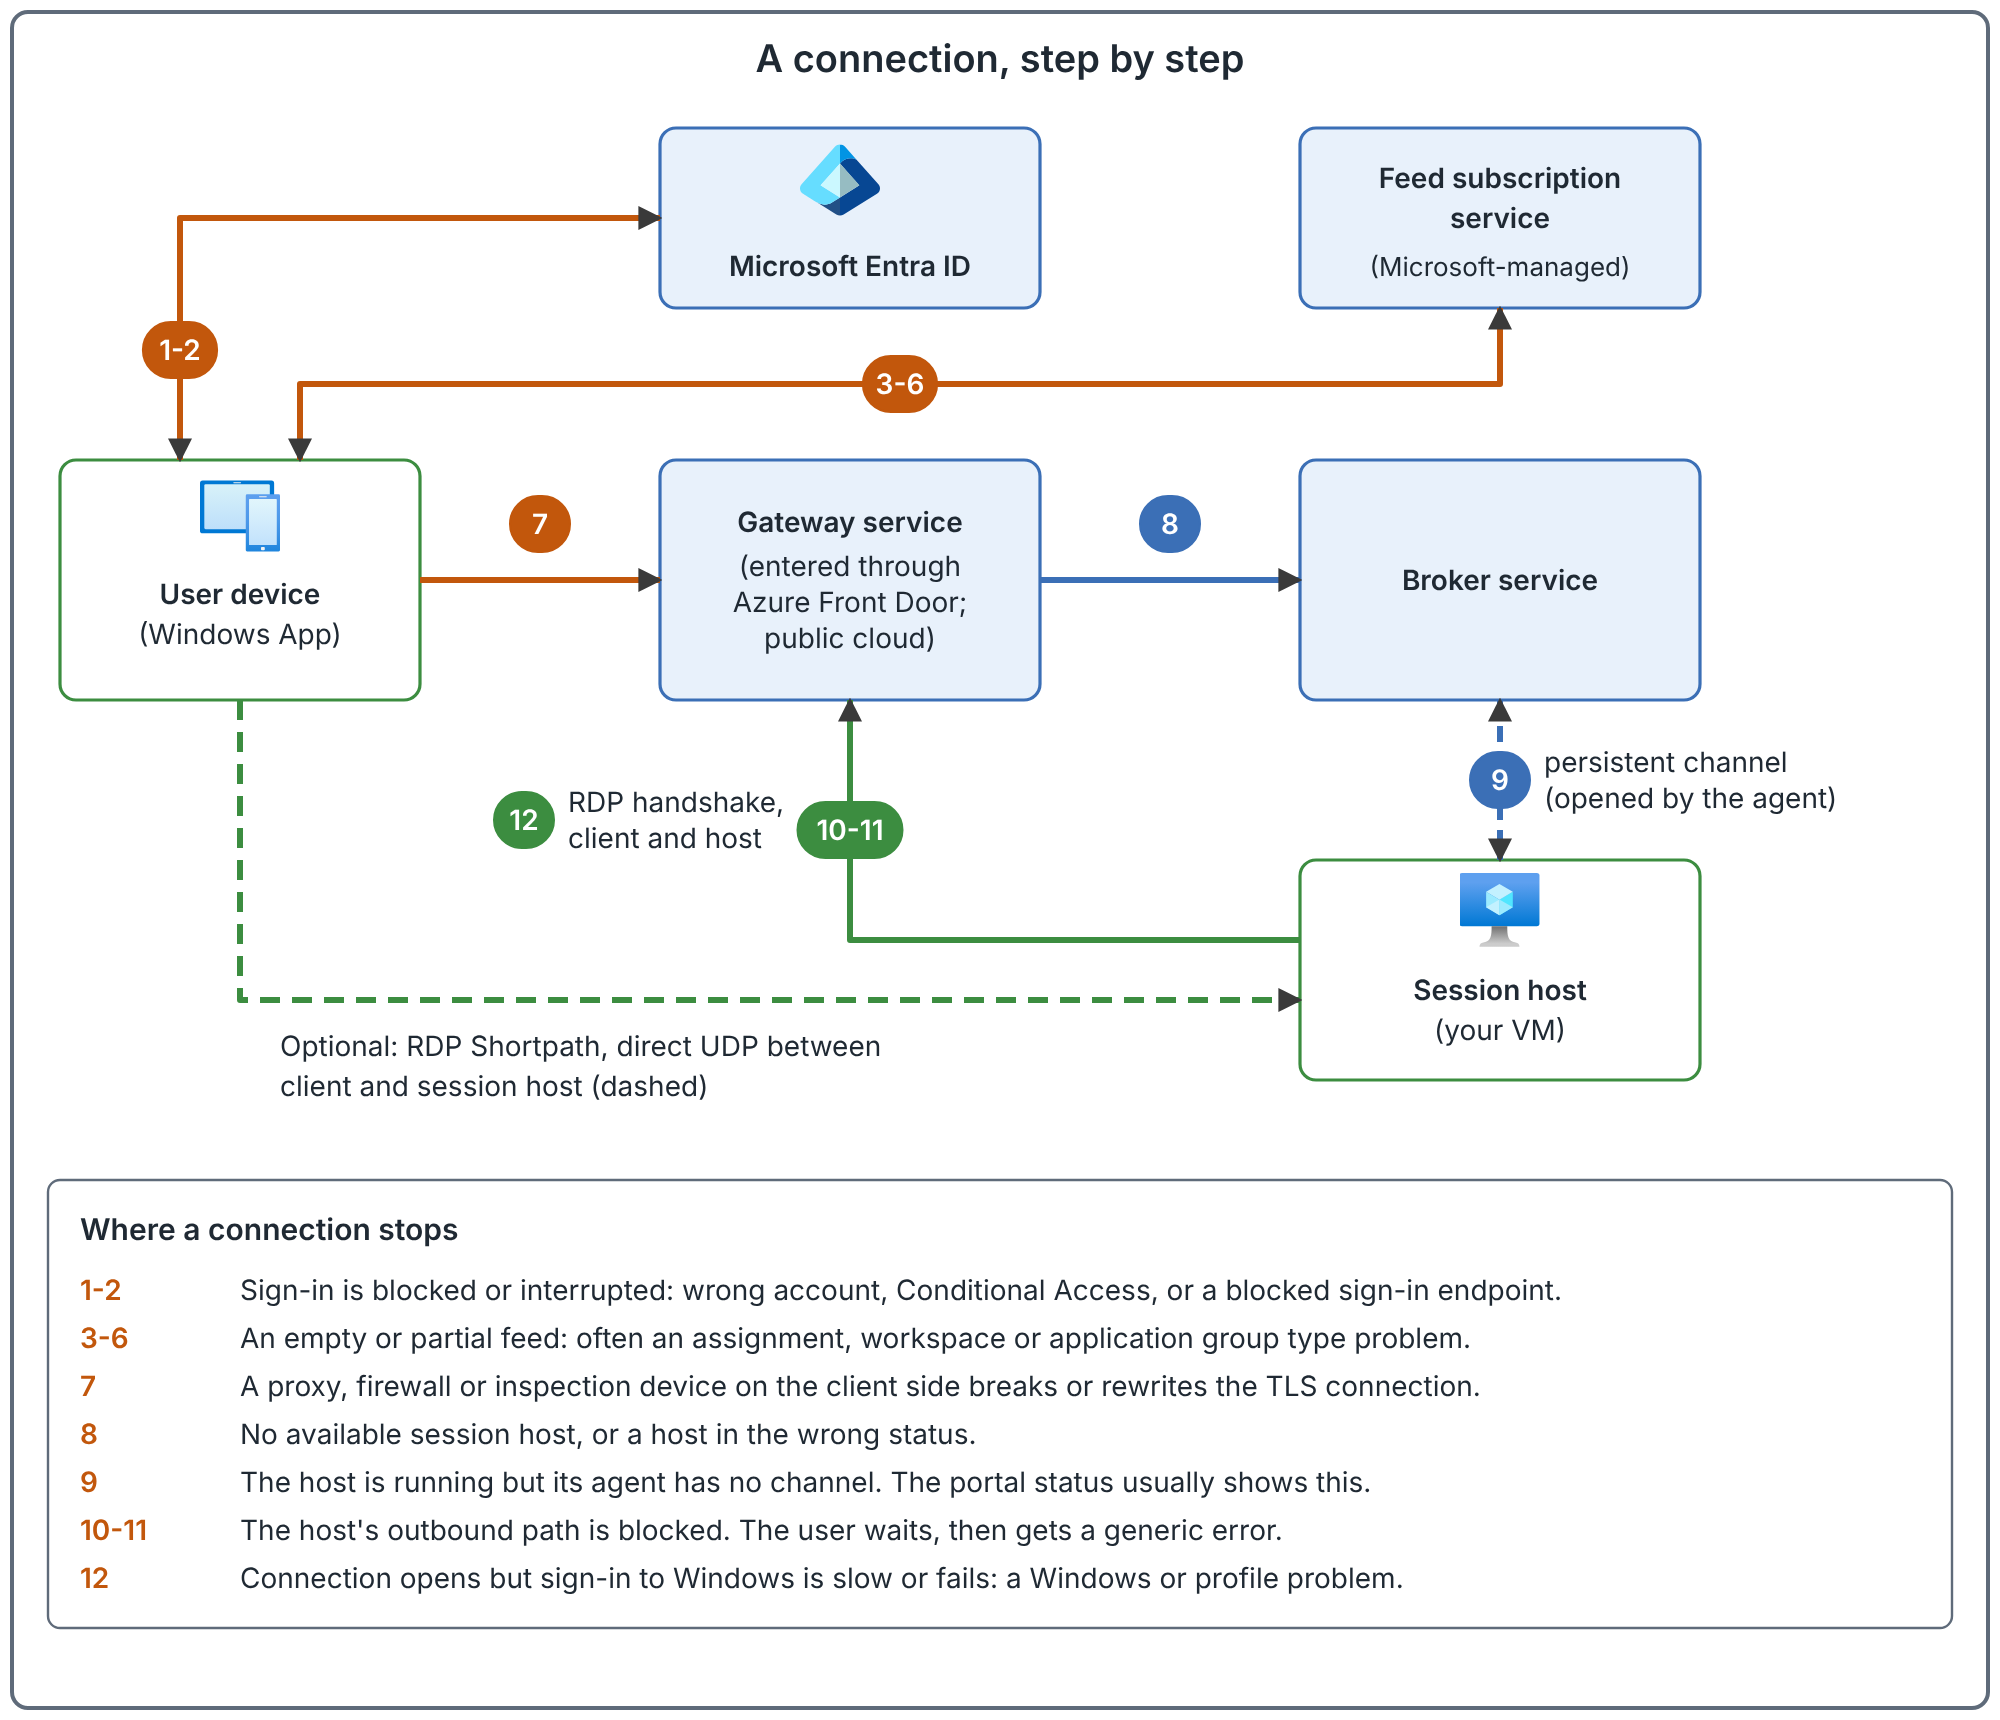 A connection, step by step
Microsoft Entra ID
Feed subscription
service
(Microsoft-managed)
1-2
3-6
User device
(Windows App)
7
Gateway service
(entered through
Azure Front Door;
public cloud)
8
Broker service
12
RDP handshake,
client and host
10-11
9
persistent channel
(opened by the agent)
Session host
(your VM)
Optional: RDP Shortpath, direct UDP between
client and session host (dashed)
Where a connection stops
1-2 Sign-in is blocked or interrupted: wrong account, Conditional Access, or a blocked sign-in endpoint.
3-6 An empty or partial feed: often an assignment, workspace or application group type problem.
7 A proxy, firewall or inspection device on the client side breaks or rewrites the TLS connection.
8 No available session host, or a host in the wrong status.
9 The host is running but its agent has no channel. The portal status usually shows this.
10-11 The host's outbound path is blocked. The user waits, then gets a generic error.
12 Connection opens but sign-in to Windows is slow or fails: a Windows or profile problem.